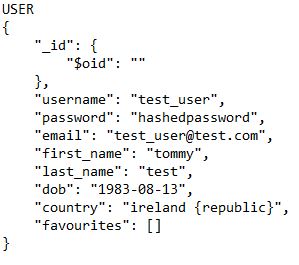 USER
{
    "_id": {
        "$oid": ""
    },
    "username": "test_user",
    "password": "hashedpassword",
    "email": "test_user@test.com",
    "first_name": "tommy",
    "last_name": "test",
    "dob": "1983-08-13",
    "country": "ireland {republic}",
    "favourites": []
}